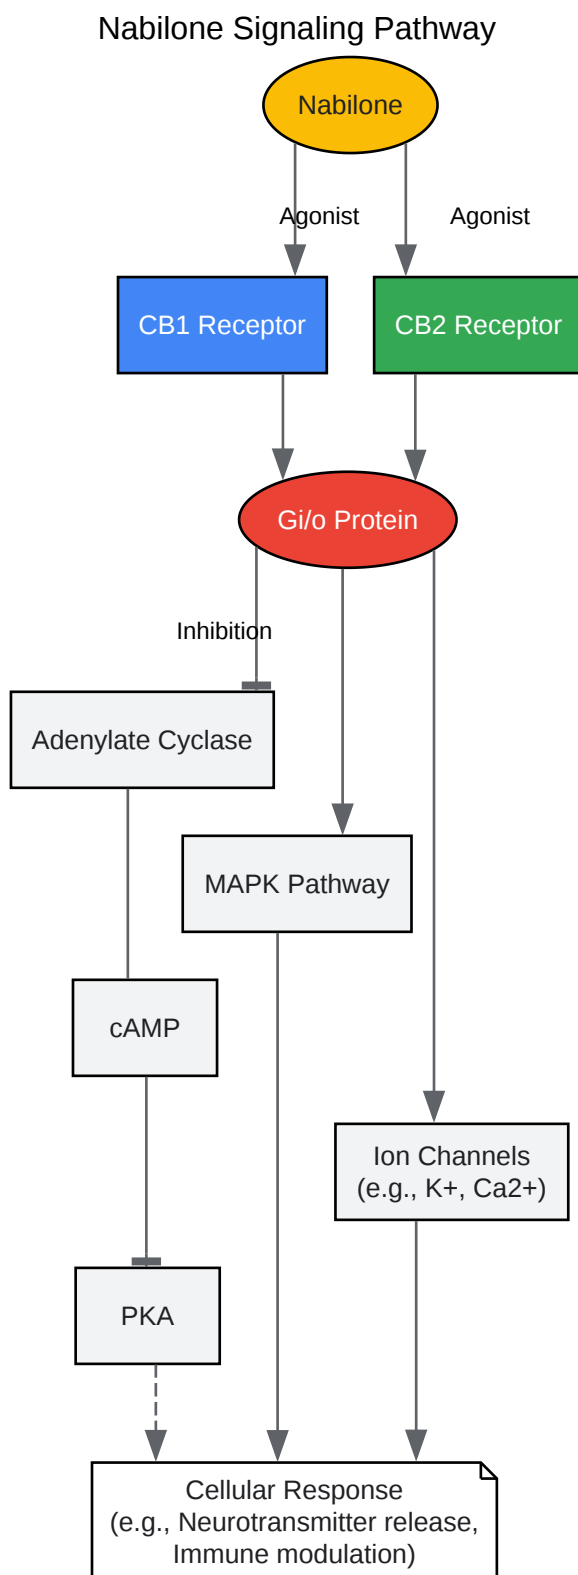 Nabilone Signaling Pathway
Nabilone
Agonist
Agonist
CB1 Receptor
CB2 Receptor
Gi/o Protein
Inhibition
Adenylate Cyclase
MAPK Pathway
cAMP
Ion Channels
(e.g., K+, Ca2+)
PKA
Cellular Response
(e.g., Neurotransmitter release,
Immune modulation)